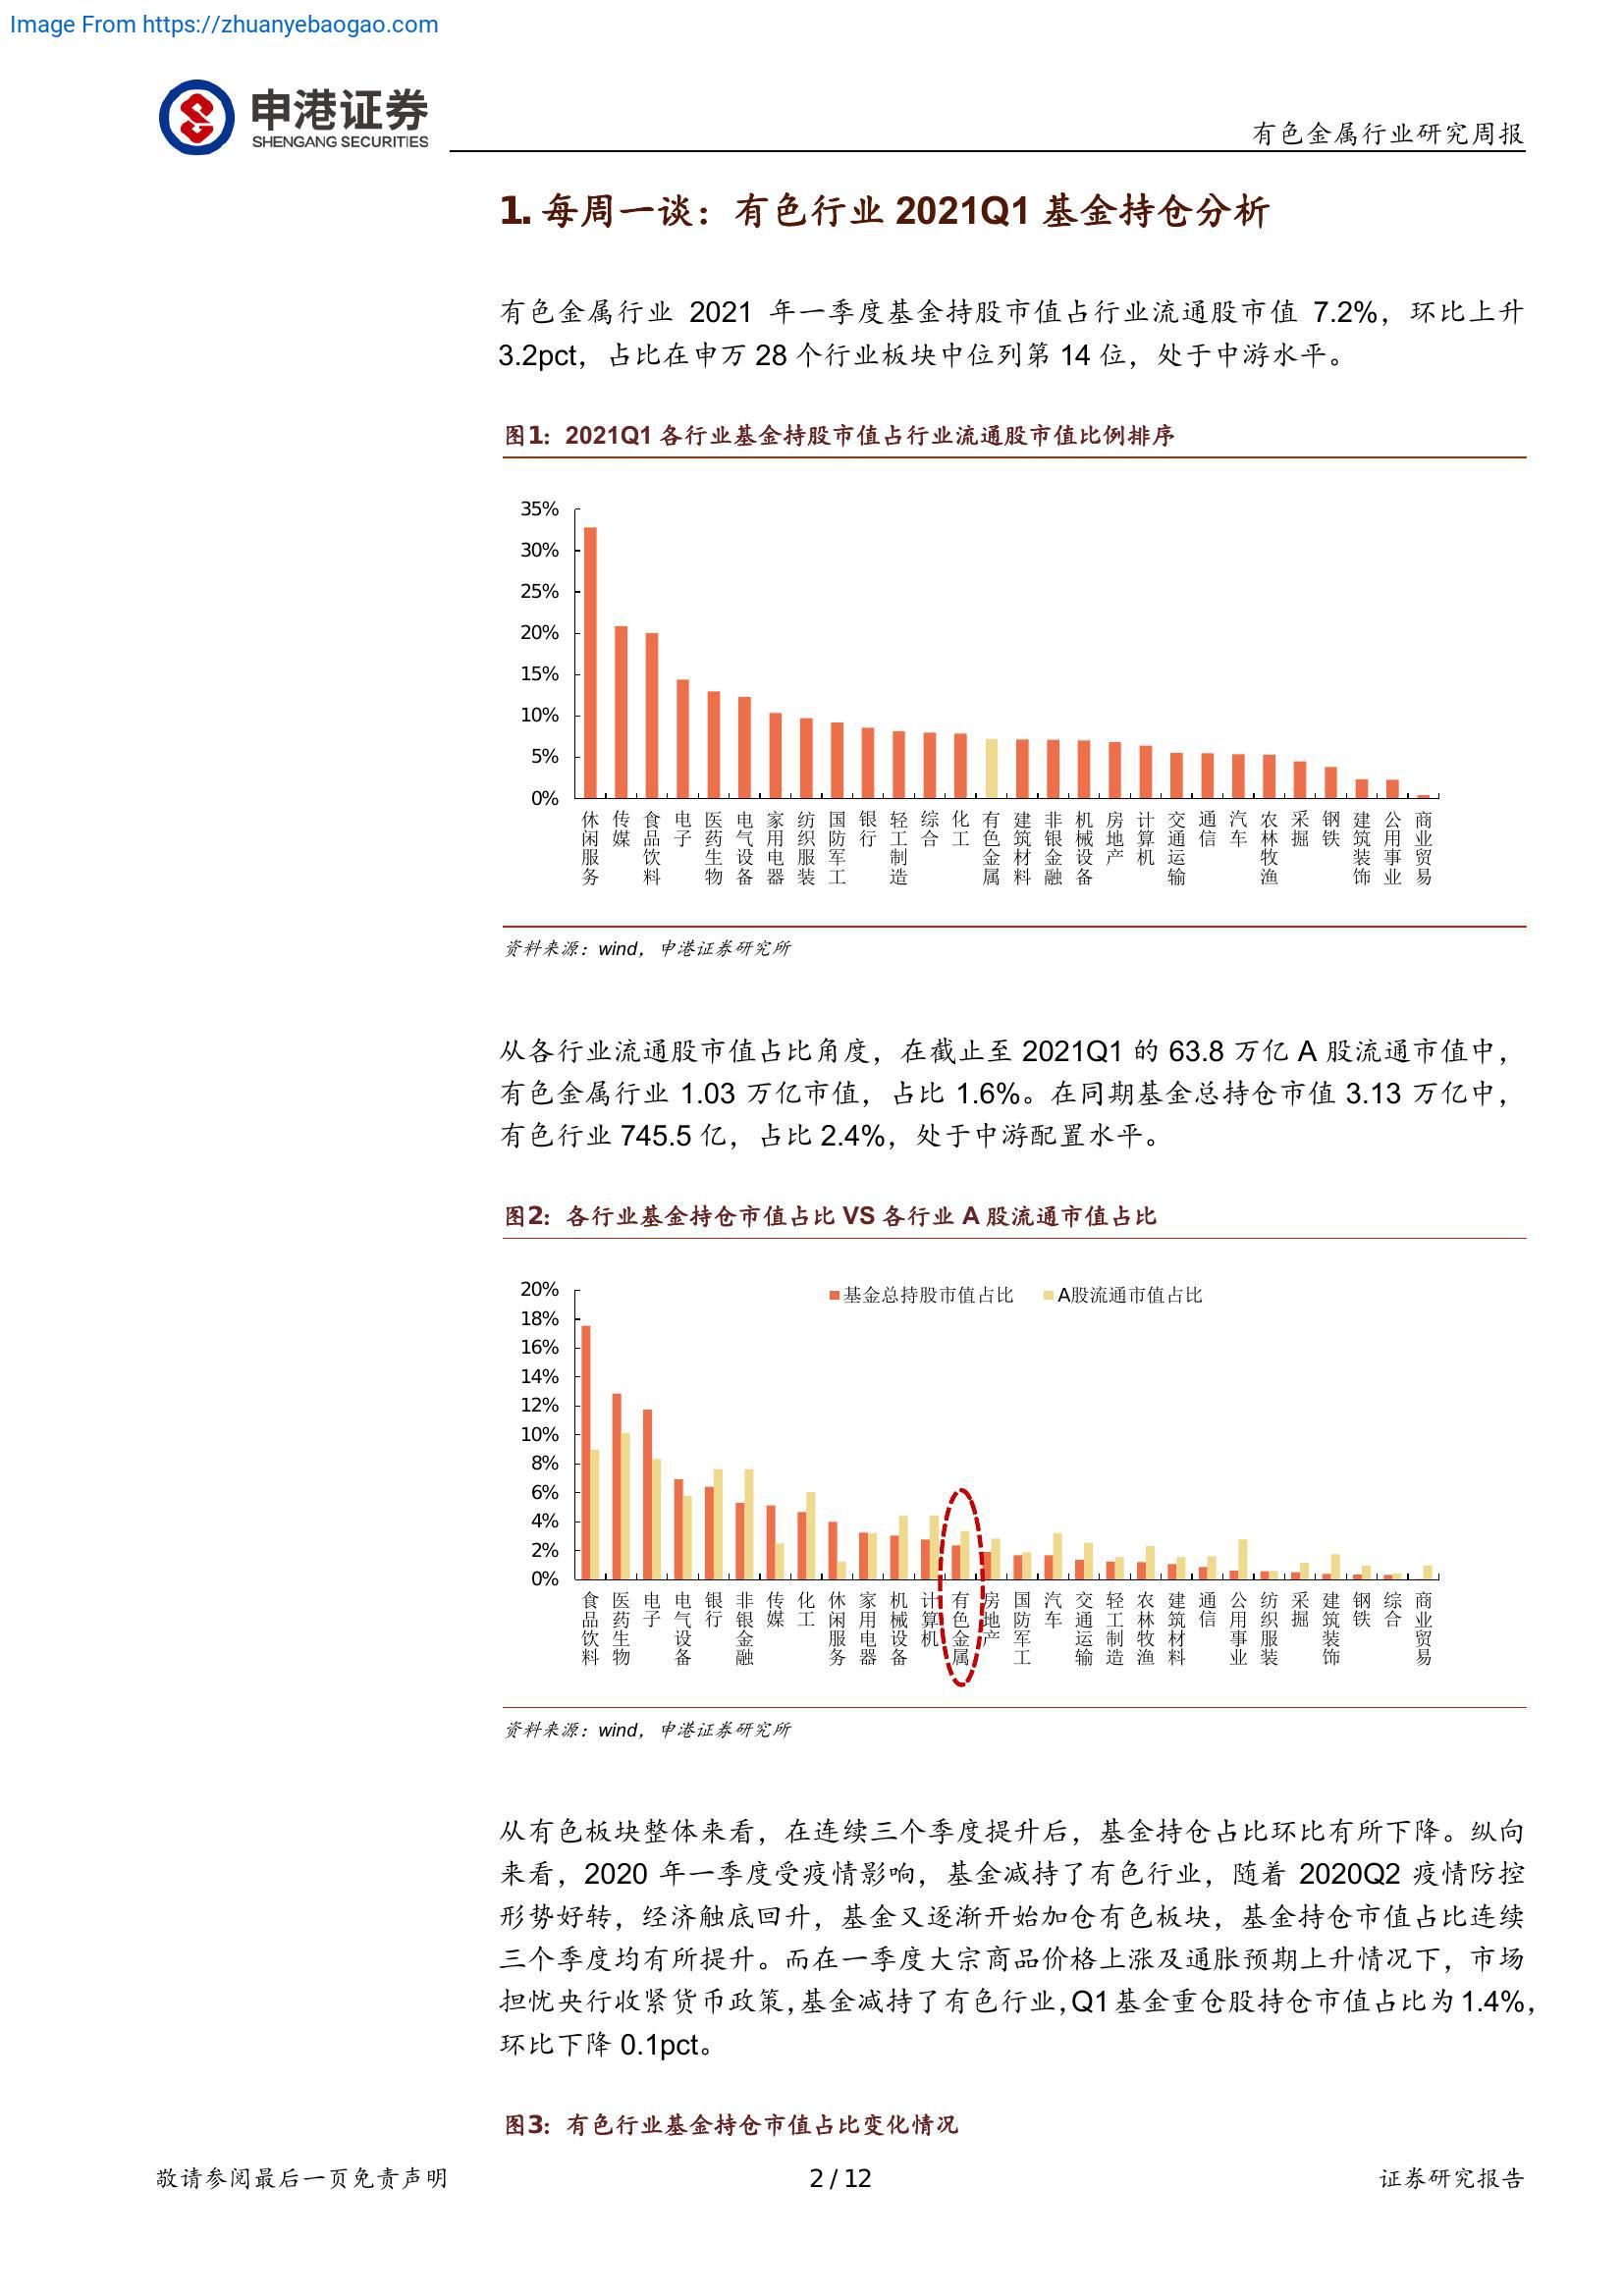 Image From https://zhuanyebaogao.com
申港证券
SHENGANG SECURITIES
有色金属行业研究周报
1. 每周一谈：有色行业 2021Q1 基金持仓分析
有色金属行业 2021 年一季度基金持股市值占行业流通股市值 7.2%，环比上升
3.2pct，占比在申万 28 个行业板块中位列第 14 位，处于中游水平。
图1：2021Q1 各行业基金持股市值占行业流通股市值比例排序
35%
30%
25%
20%
15%
10%
5%
0%
休闲服务
传媒
食品饮料
电子
医药生物
电气设备
家用电器
纺织服装
国防军工
银行
轻工制造
综合
化工
有色金属
建筑材料
非银金融
机械设备
房地产
计算机
交通运输
通信
汽车
农林牧渔
采掘
钢铁
建筑装饰
公用事业
商业贸易
资料来源：wind，申港证券研究所
从各行业流通股市值占比角度，在截止至 2021Q1 的 63.8 万亿 A 股流通市值中，
有色金属行业 1.03 万亿市值，占比 1.6%。在同期基金总持仓市值 3.13 万亿中，
有色行业 745.5 亿，占比 2.4%，处于中游配置水平。
图2：各行业基金持仓市值占比 VS 各行业 A 股流通市值占比
基金总持股市值占比 A股流通市值占比
20%
18%
16%
14%
12%
10%
8%
6%
4%
2%
0%
食品饮料
医药生物
电子
电气设备
银行
非银金融
传媒
化工
休闲服务
家用电器
机械设备
计算机
有色金属
房地产
国防军工
汽车
交通运输
轻工制造
农林牧渔
建筑材料
通信
公用事业
纺织服装
采掘
建筑装饰
钢铁
综合
商业贸易
资料来源：wind，申港证券研究所
从有色板块整体来看，在连续三个季度提升后，基金持仓占比环比有所下降。纵向
来看，2020 年一季度受疫情影响，基金减持了有色行业，随着 2020Q2 疫情防控
形势好转，经济触底回升，基金又逐渐开始加仓有色板块，基金持仓市值占比连续
三个季度均有所提升。而在一季度大宗商品价格上涨及通胀预期上升情况下，市场
担忧央行收紧货币政策，基金减持了有色行业，Q1 基金重仓股持仓市值占比为 1.4%，
环比下降 0.1pct。
图3：有色行业基金持仓市值占比变化情况
敬请参阅最后一页免责声明
2 / 12
证券研究报告